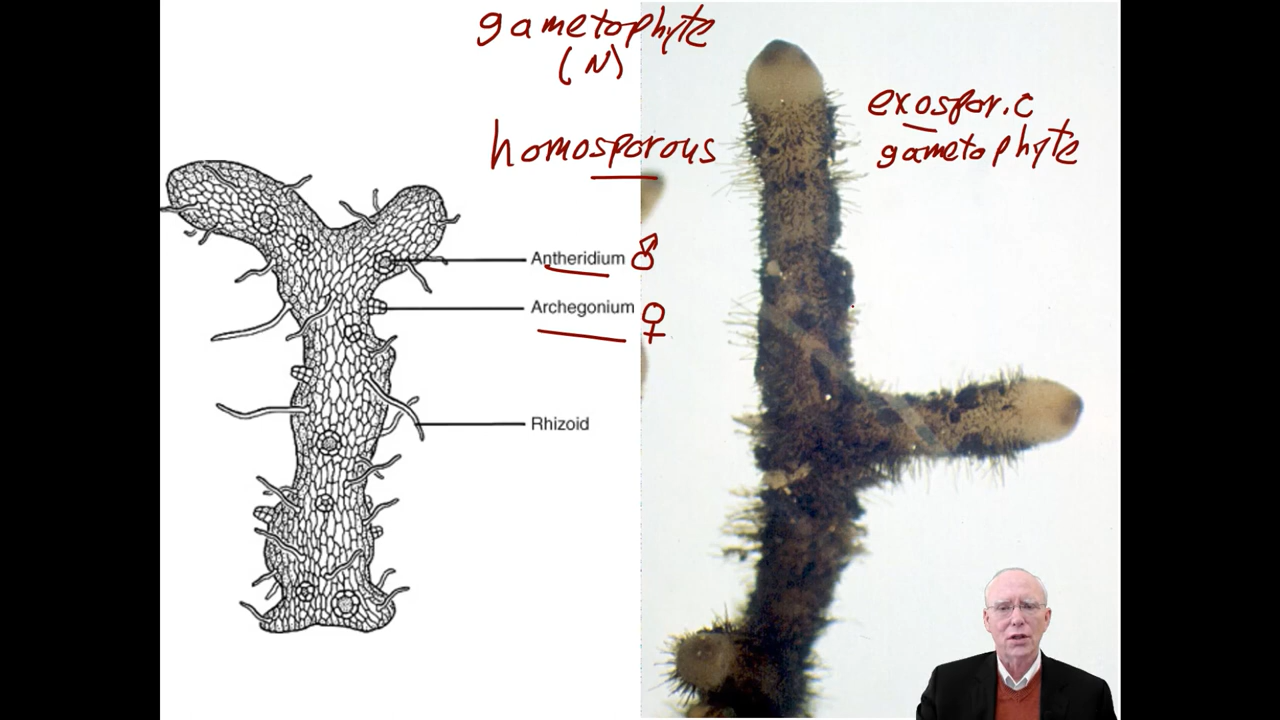 gametophyte
(N)
exosporic
gametophyte
homosporous
Antheridium ♂
Archegonium ♀
Rhizoid